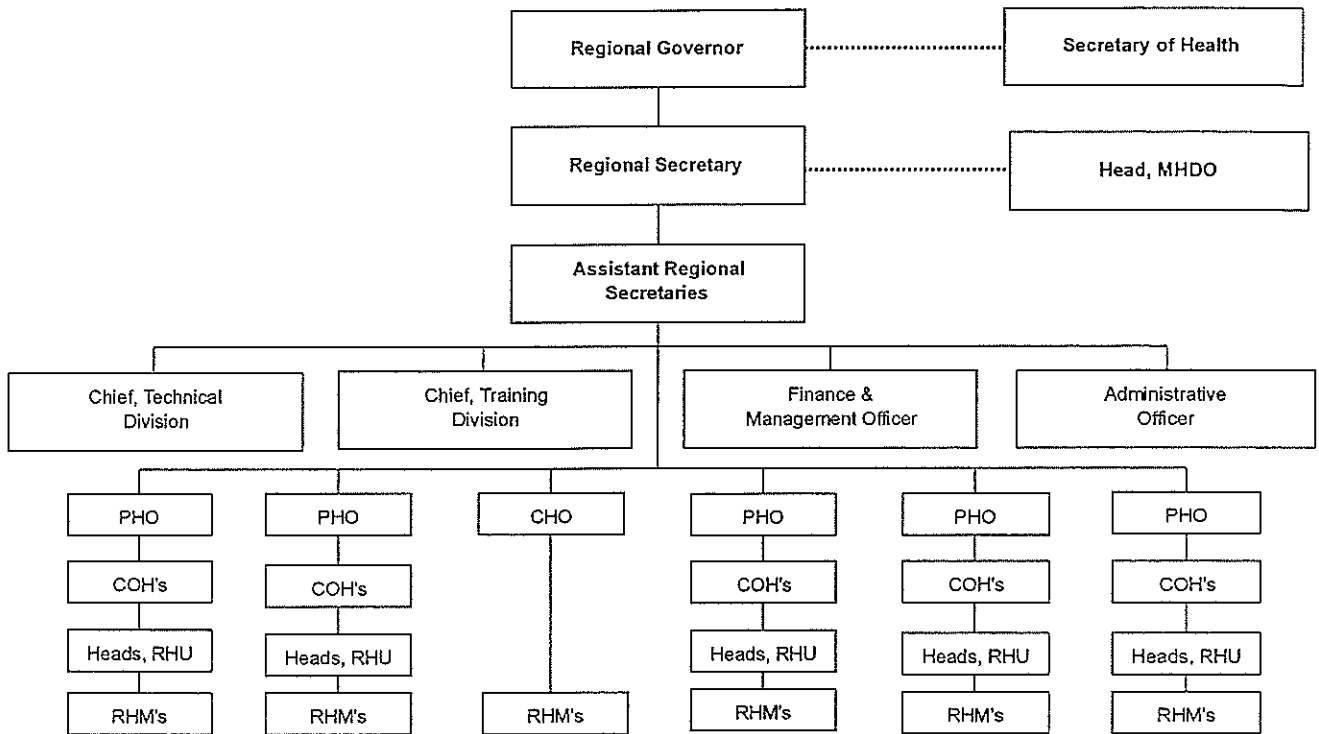 Regional Governor
Secretary of Health
Regional Secretary
Head, MHDO
Assistant Regional
Secretaries
Chief, Technical
Division
Chief, Training
Division
Finance &
Management Officer
Administrative
Officer
PHO
PHO
CHO
PHO
PHO
PHO
COH's
COH's
COH's
COH's
COH's
Heads, RHU
Heads, RHU
Heads, RHU
Heads, RHU
Heads, RHU
RHM's
RHM's
RHM's
RHM's
RHM's
RHM's